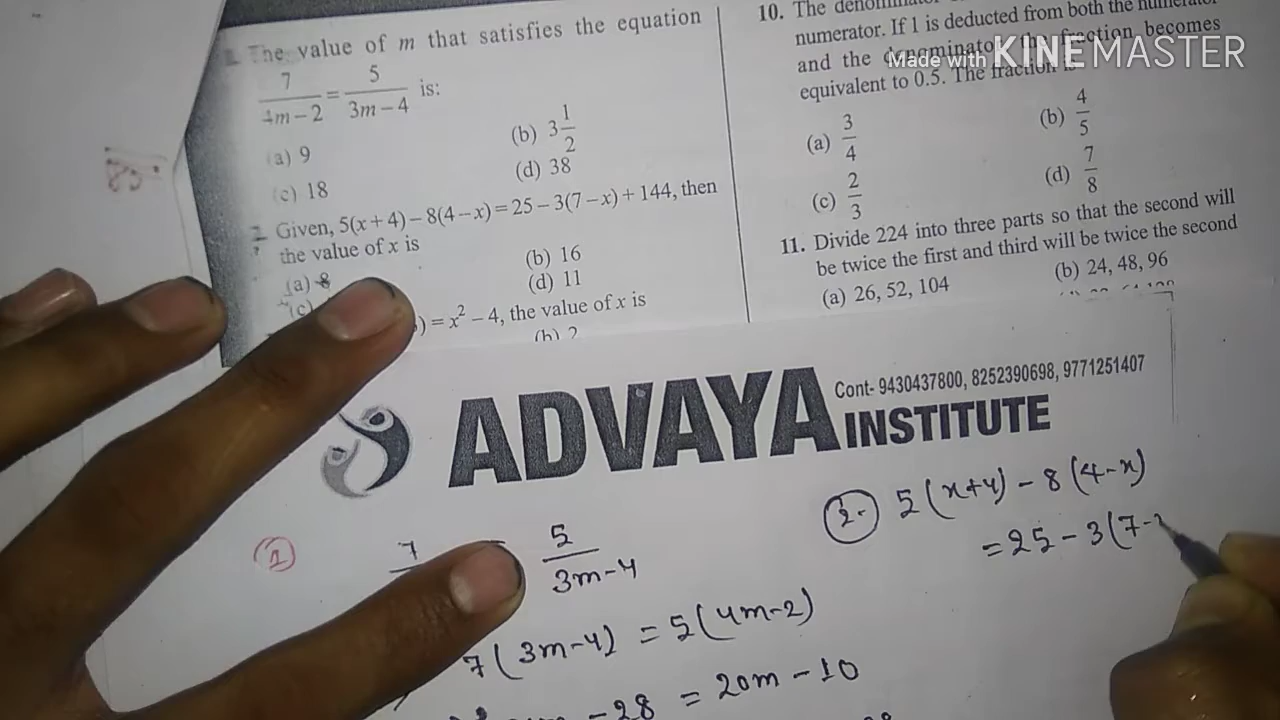 The value of m that satisfies the equation
7/(4m – 2) = 5/(3m – 4) is:
(a) 9
(b) 3 1/2
(c) 18
(d) 38
Given, 5(x + 4) – 8(4 – x) = 25 – 3(7 – x) + 144, then
the value of x is
(a) 8
(b) 16
(c)
(d) 11
) = x² – 4, the value of x is
(b) 2
10. The
numerator. If 1 is deducted from both the numerator
and the denominator, the fraction becomes
equivalent to 0.5. The fraction is
(a) 3/4
(b) 4/5
(c) 2/3
(d) 7/8
11. Divide 224 into three parts so that the second will
be twice the first and third will be twice the second
(a) 26, 52, 104
(b) 24, 48, 96
Made with KINEMASTER
ADVAYA INSTITUTE
Cont- 9430437800, 8252390698, 9771251407
1
7
5/(3m-4)
7(3m-4) = 5(4m-2)
-28 = 20m - 10
2. 5(x+4) - 8(4-x)
= 25 - 3(7-